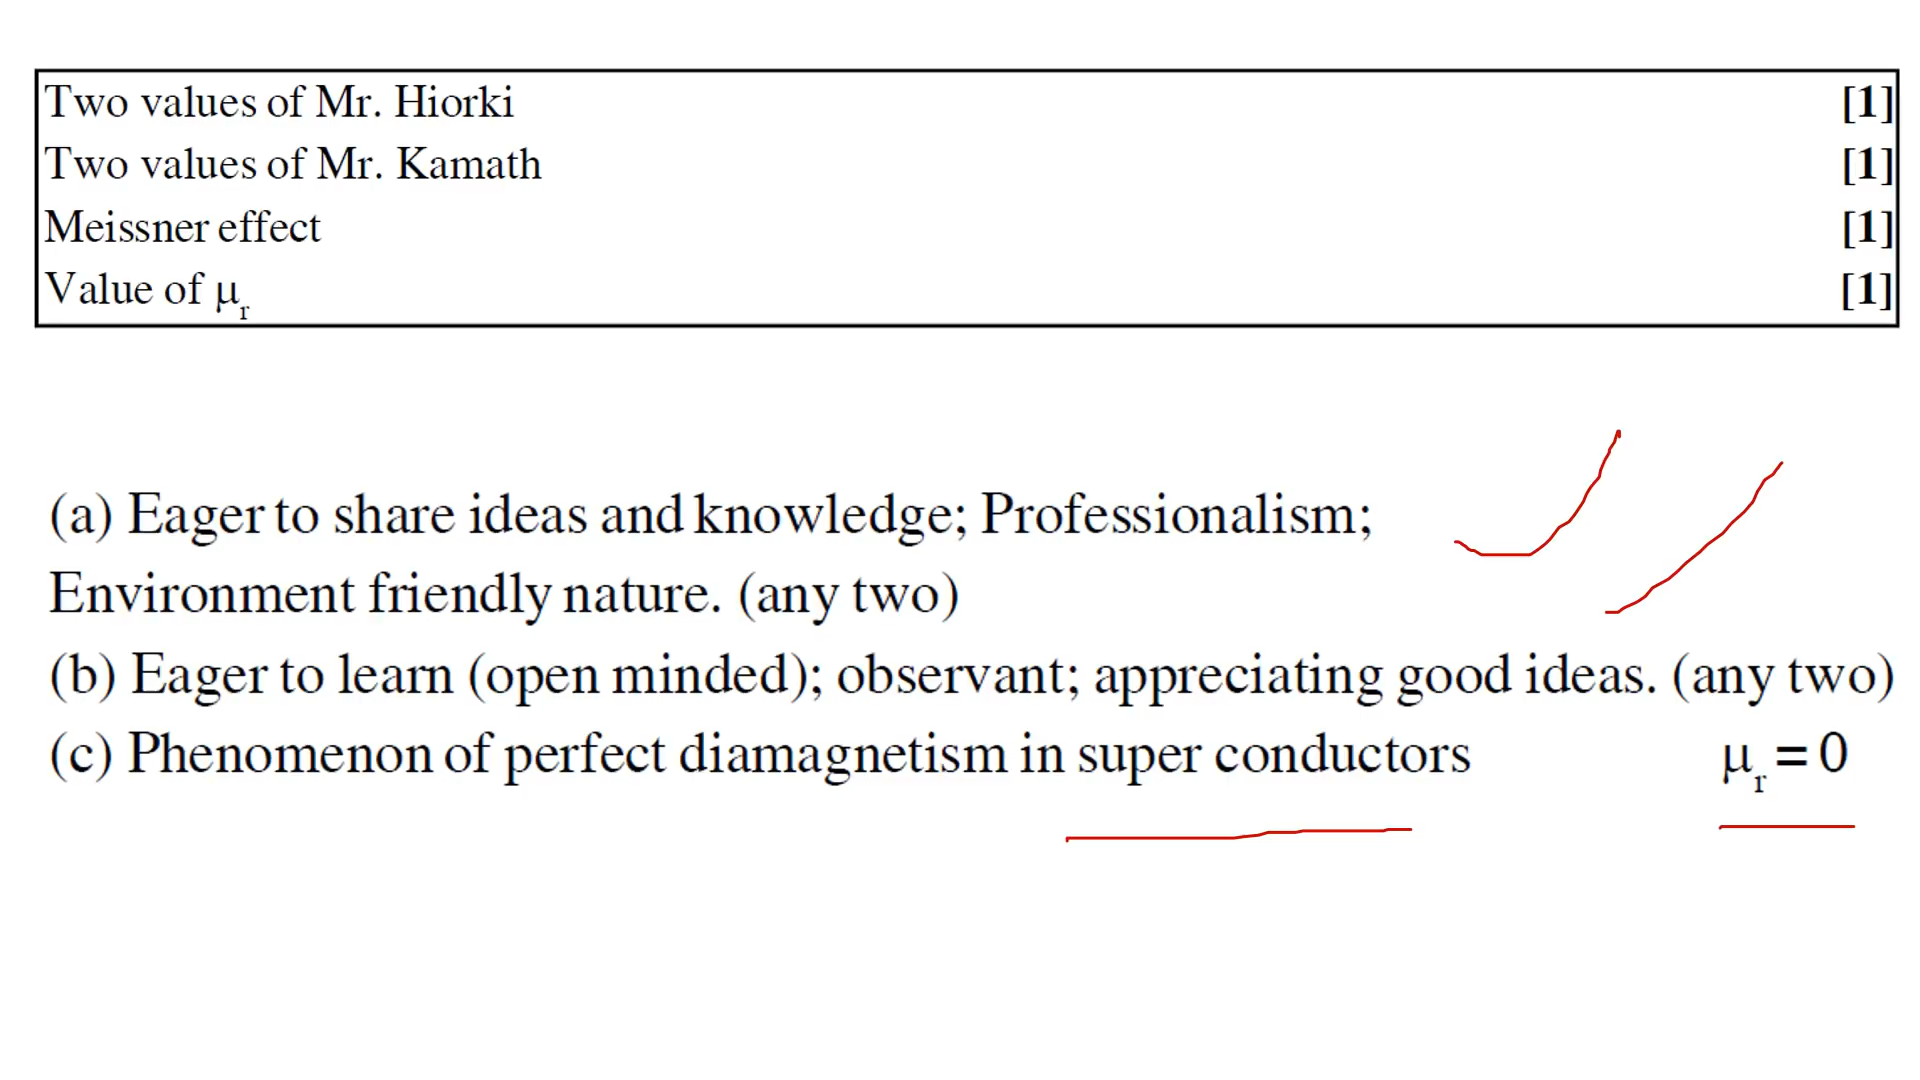 Two values of Mr. Hiorki [1]
Two values of Mr. Kamath [1]
Meissner effect [1]
Value of μr [1]
(a) Eager to share ideas and knowledge; Professionalism;
Environment friendly nature. (any two)
(b) Eager to learn (open minded); observant; appreciating good ideas. (any two)
(c) Phenomenon of perfect diamagnetism in super conductors μr = 0